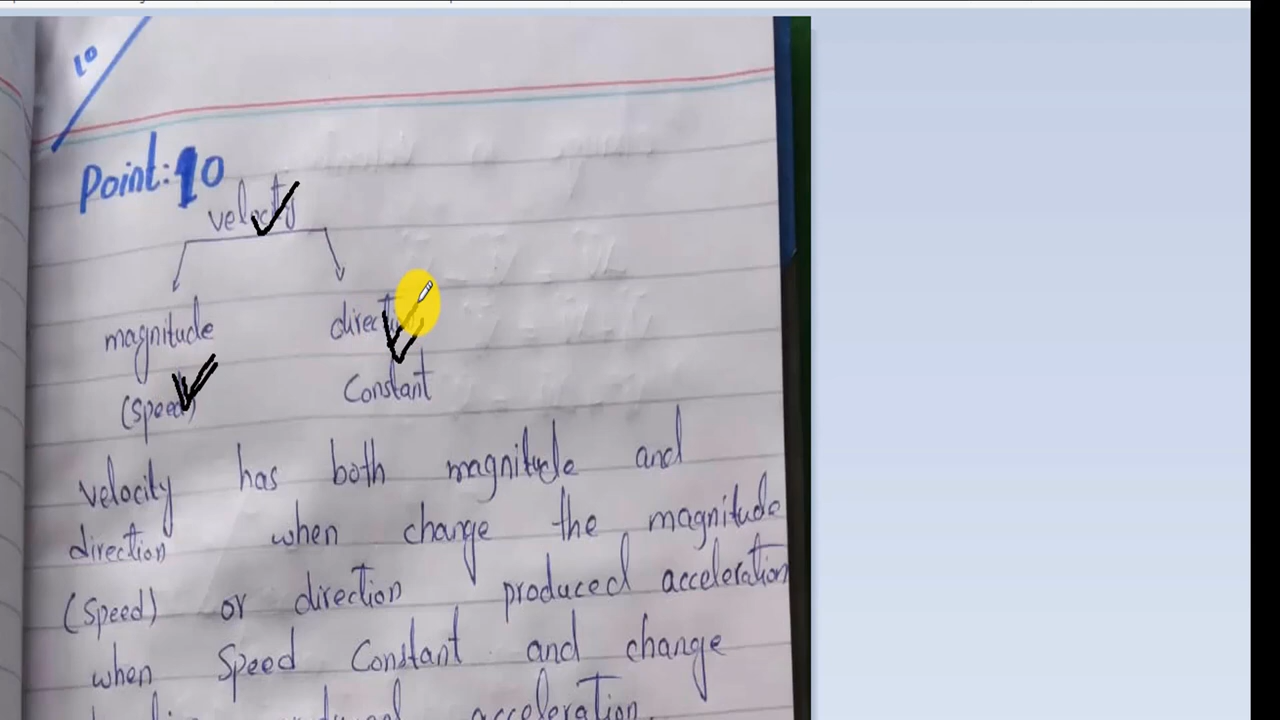 10
Point: 10
velocity
magnitude direction
(speed) Constant
velocity has both magnitude and
direction when change the magnitude
(speed) or direction produced acceleration
when speed Constant and change
acceleration.